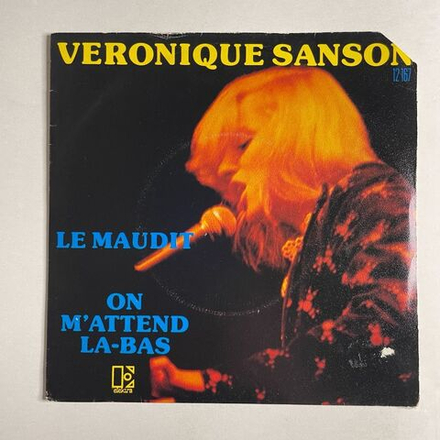 VERONIQUE SANSON
12 167
LE MAUDIT
ON
M'ATTEND
LA-BAS
elektra